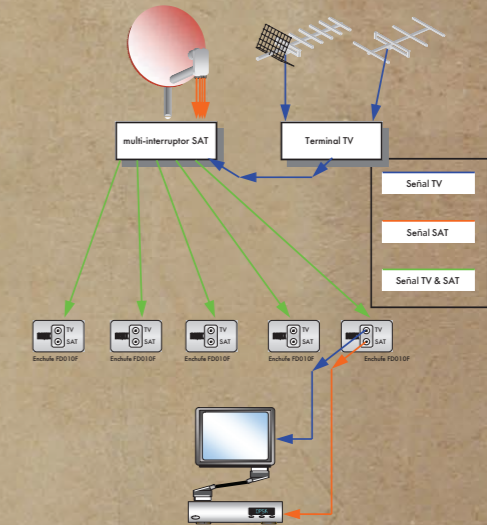 multi-interruptor SAT
Terminal TV
Señal TV
Señal SAT
Señal TV & SAT
TV
SAT
Enchufe FD010F
TV
SAT
Enchufe FD010F
TV
SAT
Enchufe FD010F
TV
SAT
Enchufe FD010F
TV
SAT
Enchufe FD010F